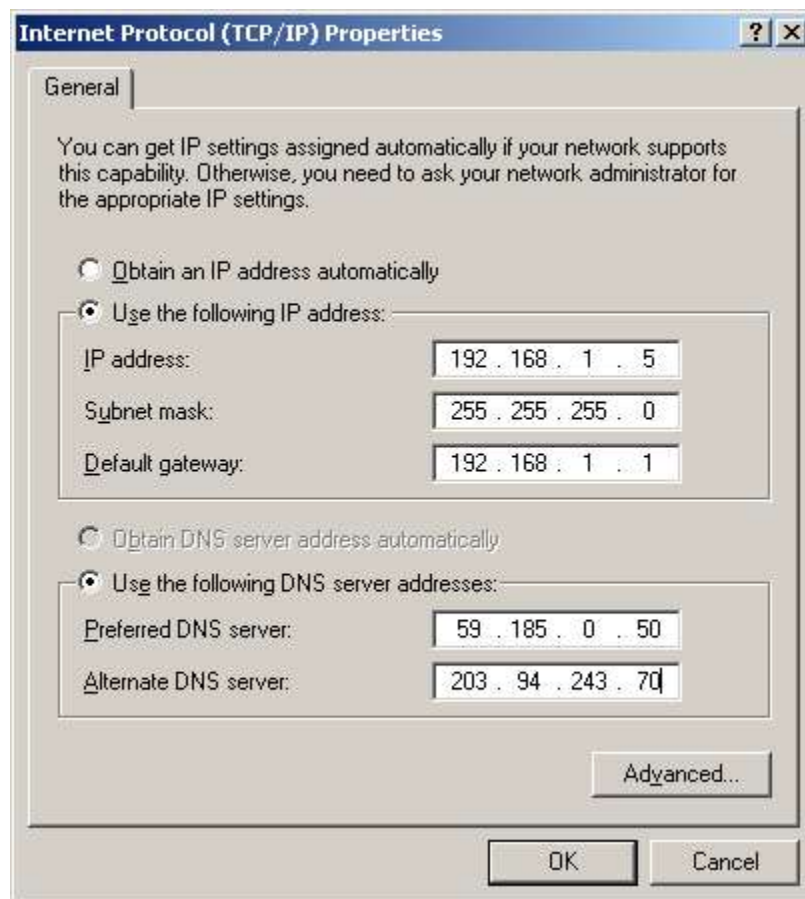 Internet Protocol (TCP/IP) Properties
General
You can get IP settings assigned automatically if your network supports
this capability. Otherwise, you need to ask your network administrator for
the appropriate IP settings.
Obtain an IP address automatically
Use the following IP address:
IP address: 192 . 168 . 1 . 5
Subnet mask: 255 . 255 . 255 . 0
Default gateway: 192 . 168 . 1 . 1
Obtain DNS server address automatically
Use the following DNS server addresses:
Preferred DNS server: 59 . 185 . 0 . 50
Alternate DNS server: 203 . 94 . 243 . 70
Advanced...
OK Cancel